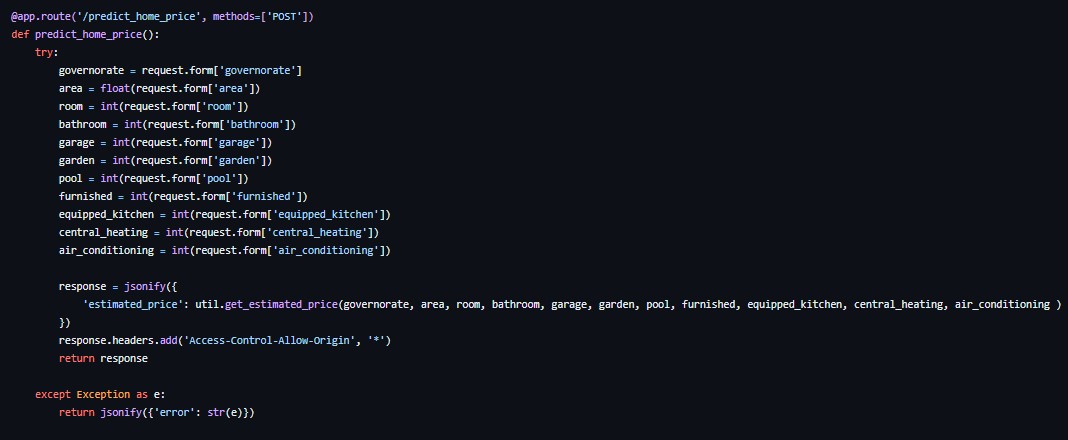 @app.route('/predict_home_price', methods=['POST'])
def predict_home_price():
    try:
        governorate = request.form['governorate']
        area = float(request.form['area'])
        room = int(request.form['room'])
        bathroom = int(request.form['bathroom'])
        garage = int(request.form['garage'])
        garden = int(request.form['garden'])
        pool = int(request.form['pool'])
        furnished = int(request.form['furnished'])
        equipped_kitchen = int(request.form['equipped_kitchen'])
        central_heating = int(request.form['central_heating'])
        air_conditioning = int(request.form['air_conditioning'])

        response = jsonify({
            'estimated_price': util.get_estimated_price(governorate, area, room, bathroom, garage, garden, pool, furnished, equipped_kitchen, central_heating, air_conditioning )
        })
        response.headers.add('Access-Control-Allow-Origin', '*')
        return response

    except Exception as e:
        return jsonify({'error': str(e)})